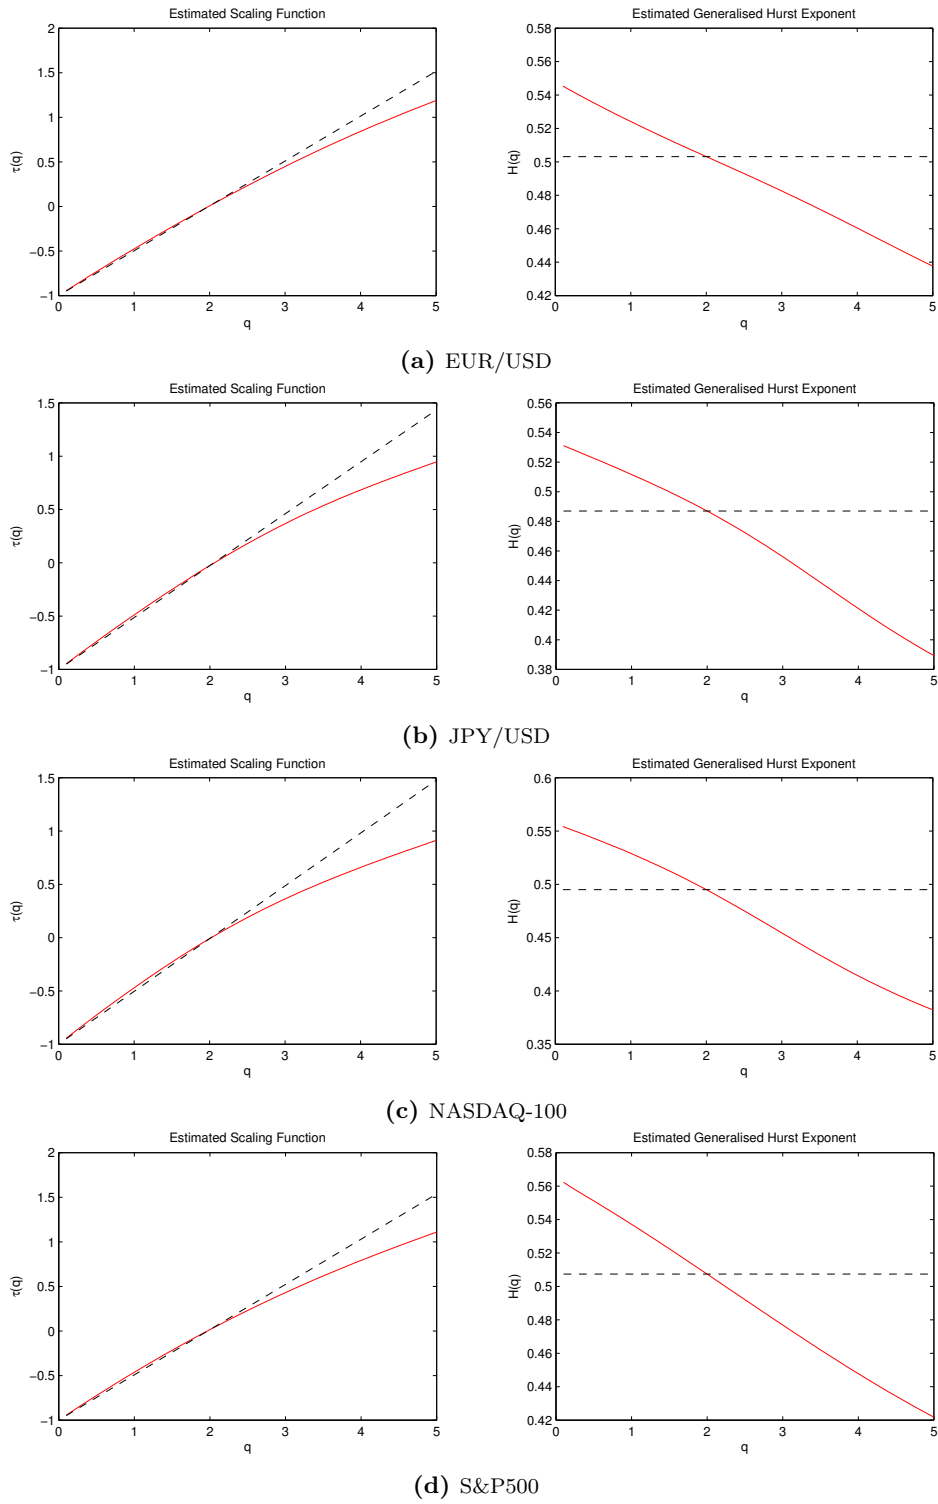 Estimated Scaling Function
2
1.5
1
0.5
0
−0.5
−1
0 1 2 3 4 5
τ(q)
q
Estimated Generalised Hurst Exponent
0.58
0.56
0.54
0.52
0.5
0.48
0.46
0.44
0.42
0 1 2 3 4 5
H(q)
q
(a) EUR/USD
Estimated Scaling Function
1.5
1
0.5
0
−0.5
−1
0 1 2 3 4 5
τ(q)
q
Estimated Generalised Hurst Exponent
0.56
0.54
0.52
0.5
0.48
0.46
0.44
0.42
0.4
0.38
0 1 2 3 4 5
H(q)
q
(b) JPY/USD
Estimated Scaling Function
1.5
1
0.5
0
−0.5
−1
0 1 2 3 4 5
τ(q)
q
Estimated Generalised Hurst Exponent
0.6
0.55
0.5
0.45
0.4
0.35
0 1 2 3 4 5
H(q)
q
(c) NASDAQ-100
Estimated Scaling Function
2
1.5
1
0.5
0
−0.5
−1
0 1 2 3 4 5
τ(q)
q
Estimated Generalised Hurst Exponent
0.58
0.56
0.54
0.52
0.5
0.48
0.46
0.44
0.42
0 1 2 3 4 5
H(q)
q
(d) S&P500